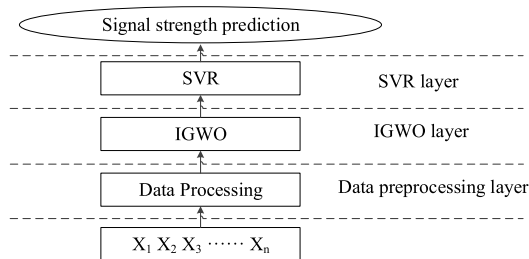 Signal strength prediction
SVR
SVR layer
IGWO
IGWO layer
Data Processing
Data preprocessing layer
X₁ X₂ X₃ ⋯⋯ Xₙ